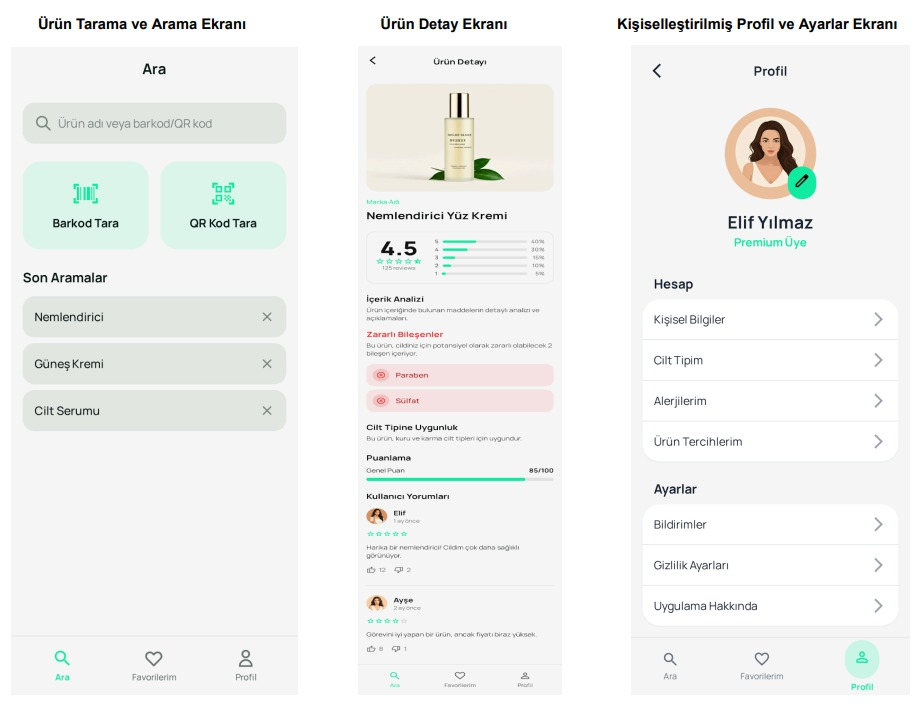 Ürün Tarama ve Arama Ekranı
Ara
Ürün adı veya barkod/QR kod
Barkod Tara
QR Kod Tara
Son Aramalar
Nemlendirici
Güneş Kremi
Cilt Serumu
Ara
Favorilerim
Profil
Ürün Detay Ekranı
Ürün Detayı
Marka Adı
Nemlendirici Yüz Kremi
4.5
125 reviews
5 40%
4 30%
3 15%
2 10%
1 5%
İçerik Analizi
Ürün içeriğinde bulunan maddelerin detaylı analizi ve
açıklamaları.
Zararlı Bileşenler
Bu ürün, cildiniz için potansiyel olarak zararlı olabilecek 2
bileşen içeriyor.
Paraben
Sülfat
Cilt Tipine Uygunluk
Bu ürün, kuru ve karma cilt tipleri için uygundur.
Puanlama
Genel Puan 85/100
Kullanıcı Yorumları
Elif
1 ay önce
Harika bir nemlendirici! Cildim çok daha sağlıklı
görünüyor.
12 2
Ayşe
2 ay önce
Görevini iyi yapan bir ürün, ancak fiyatı biraz yüksek.
8 1
Ara
Favorilerim
Profil
Kişiselleştirilmiş Profil ve Ayarlar Ekranı
Profil
Elif Yılmaz
Premium Üye
Hesap
Kişisel Bilgiler
Cilt Tipim
Alerjilerim
Ürün Tercihlerim
Ayarlar
Bildirimler
Gizlilik Ayarları
Uygulama Hakkında
Ara
Favorilerim
Profil